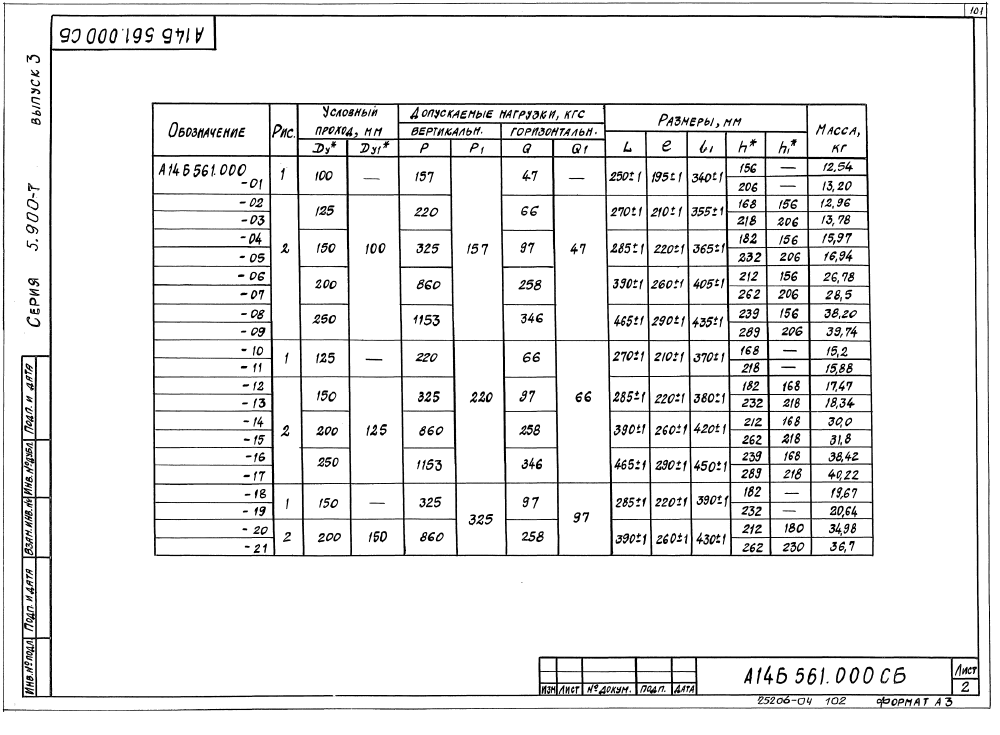 101
А14Б 561.000 СБ
Серия 5.900-7 выпуск 3
Обозначение Рис. Условный проход, мм Допускаемые нагрузки, кгс Размеры, мм Масса, кг
вертикальн. горизонтальн.
Dу* Dу1* P P1 Q Q1 L l l1 h* h1*
А14Б 561.000 1 100 — 157 157 47 — 250±1 195±1 340±1 156 — 12,54
-01 206 — 13,20
-02 2 125 100 220 66 47 270±1 210±1 355±1 168 156 12,96
-03 218 206 13,78
-04 150 325 97 285±1 220±1 365±1 182 156 15,97
-05 232 206 16,94
-06 200 860 258 390±1 260±1 405±1 212 156 26,78
-07 262 206 28,5
-08 250 1153 346 465±1 290±1 435±1 239 156 38,20
-09 289 206 39,74
-10 1 125 — 220 220 66 66 270±1 210±1 370±1 168 — 15,2
-11 218 — 15,88
-12 2 150 125 325 97 285±1 220±1 380±1 182 168 17,47
-13 232 218 18,34
-14 200 860 258 390±1 260±1 420±1 212 168 30,0
-15 262 218 31,8
-16 250 1153 346 465±1 290±1 450±1 239 168 38,42
-17 289 218 40,22
-18 1 150 — 325 325 97 97 285±1 220±1 390±1 182 — 19,67
-19 232 — 20,64
-20 2 200 150 860 258 390±1 260±1 430±1 212 180 34,98
-21 262 230 36,7
Инв. № подл. Подп. и дата Взам. инв. № Инв. № дубл. Подп. и дата
Изм Лист № докум. Подп. Дата
А14Б 561.000 СБ
Лист
2
25206-04 102 Формат А3